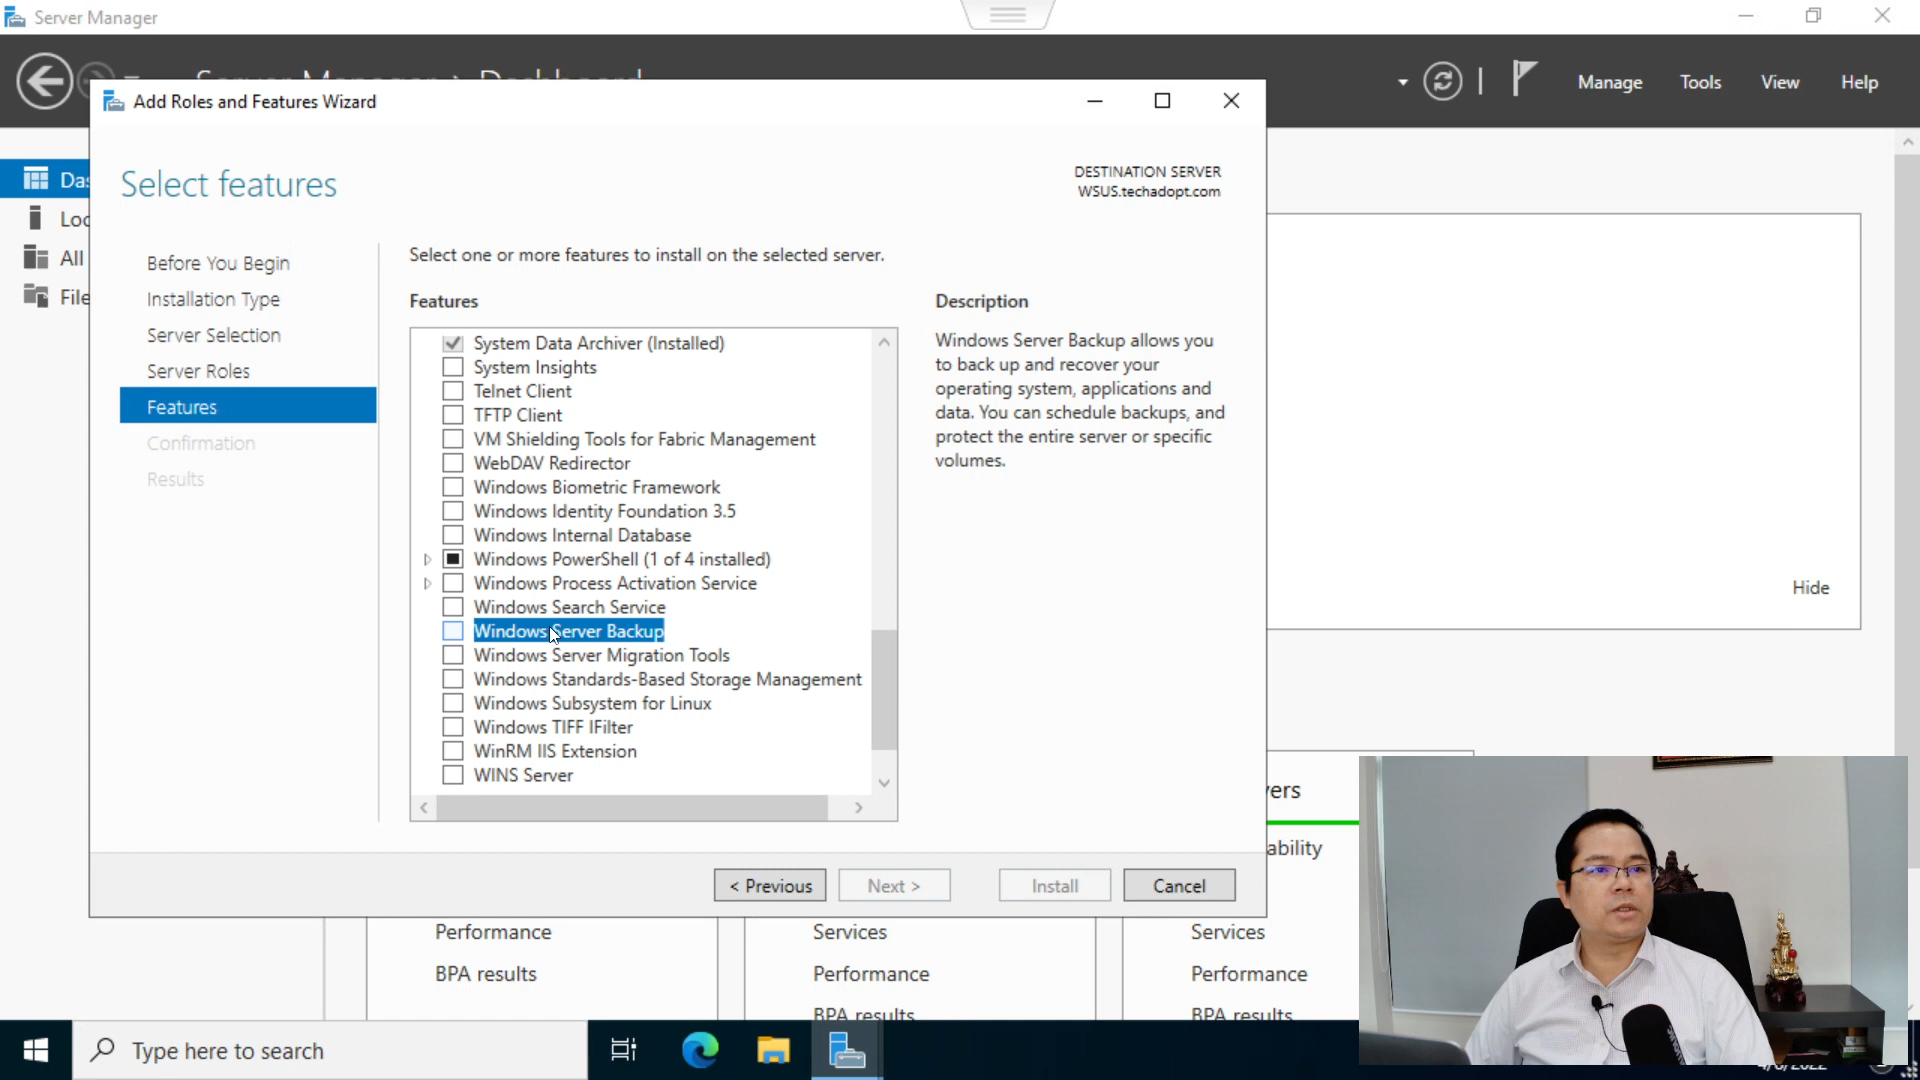 Server Manager
Manage
Tools
View
Help
Add Roles and Features Wizard
Select features
DESTINATION SERVER
WSUS.techadopt.com
Before You Begin
Installation Type
Server Selection
Server Roles
Features
Confirmation
Results
Select one or more features to install on the selected server.
Features
System Data Archiver (Installed)
System Insights
Telnet Client
TFTP Client
VM Shielding Tools for Fabric Management
WebDAV Redirector
Windows Biometric Framework
Windows Identity Foundation 3.5
Windows Internal Database
Windows PowerShell (1 of 4 installed)
Windows Process Activation Service
Windows Search Service
Windows Server Backup
Windows Server Migration Tools
Windows Standards-Based Storage Management
Windows Subsystem for Linux
Windows TIFF IFilter
WinRM IIS Extension
WINS Server
Description
Windows Server Backup allows you
to back up and recover your
operating system, applications and
data. You can schedule backups, and
protect the entire server or specific
volumes.
< Previous
Next >
Install
Cancel
All
File
Hide
Performance
BPA results
Services
Performance
BPA results
Services
Performance
BPA results
Type here to search